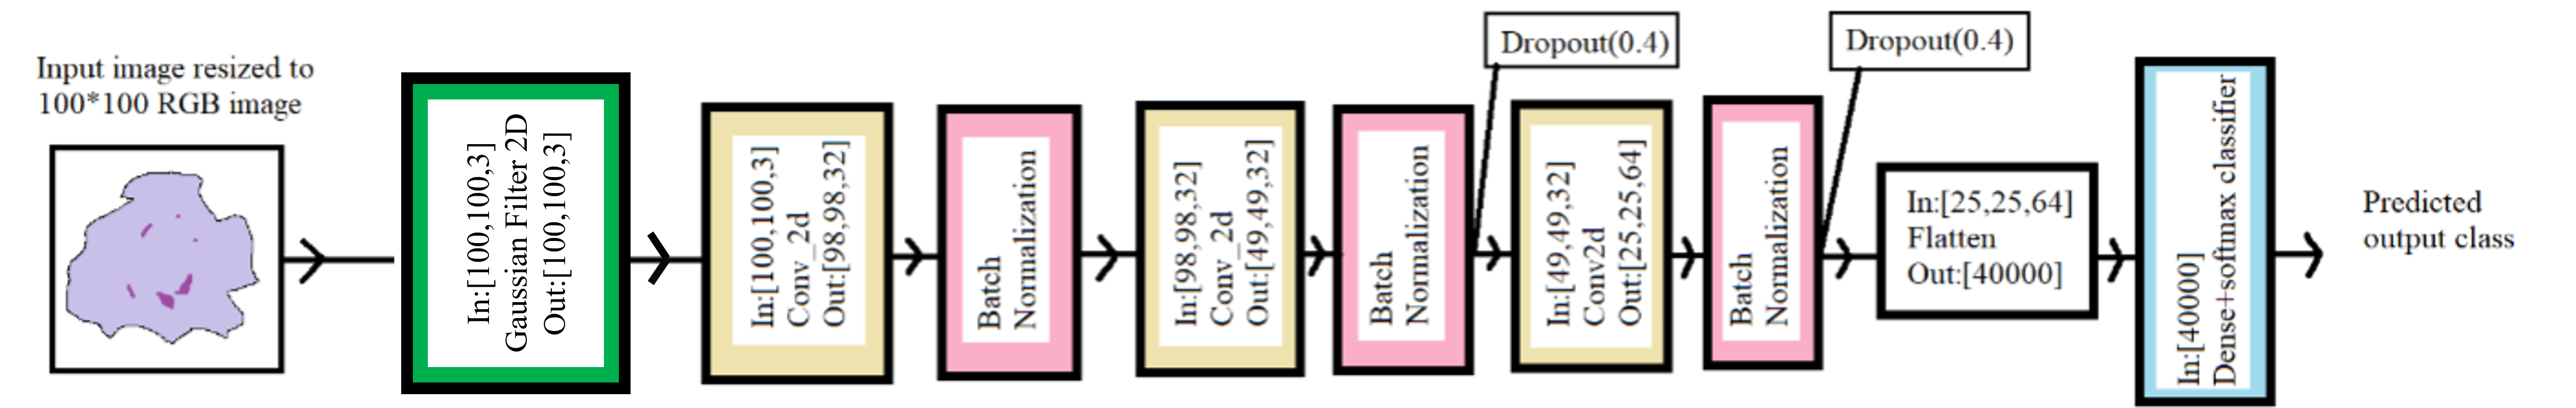 Input image resized to
100*100 RGB image
In:[100,100,3]
Gaussian Filter 2D
Out:[100,100,3]
In:[100,100,3]
Conv_2d
Out:[98,98,32]
Batch
Normalization
In:[98,98,32]
Conv_2d
Out:[49,49,32]
Batch
Normalization
Dropout(0.4)
In:[49,49,32]
Conv2d
Out:[25,25,64]
Batch
Normalization
Dropout(0.4)
In:[25,25,64]
Flatten
Out:[40000]
In:[40000]
Dense+softmax classifier
Predicted
output class